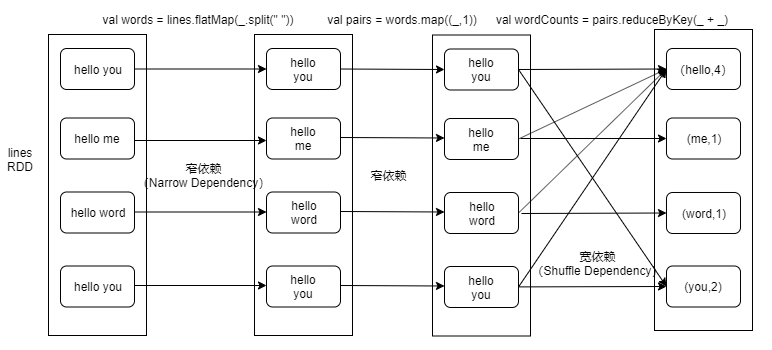 val words = lines.flatMap(_.split(" "))
val pairs = words.map((_,1))
val wordCounts = pairs.reduceByKey(_ + _)
lines
RDD
hello you
hello me
hello word
hello you
窄依赖
(Narrow Dependency)
hello
you
hello
me
hello
word
hello
you
窄依赖
hello
you
hello
me
hello
word
hello
you
宽依赖
(Shuffle Dependency)
(hello,4)
(me,1)
(word,1)
(you,2)